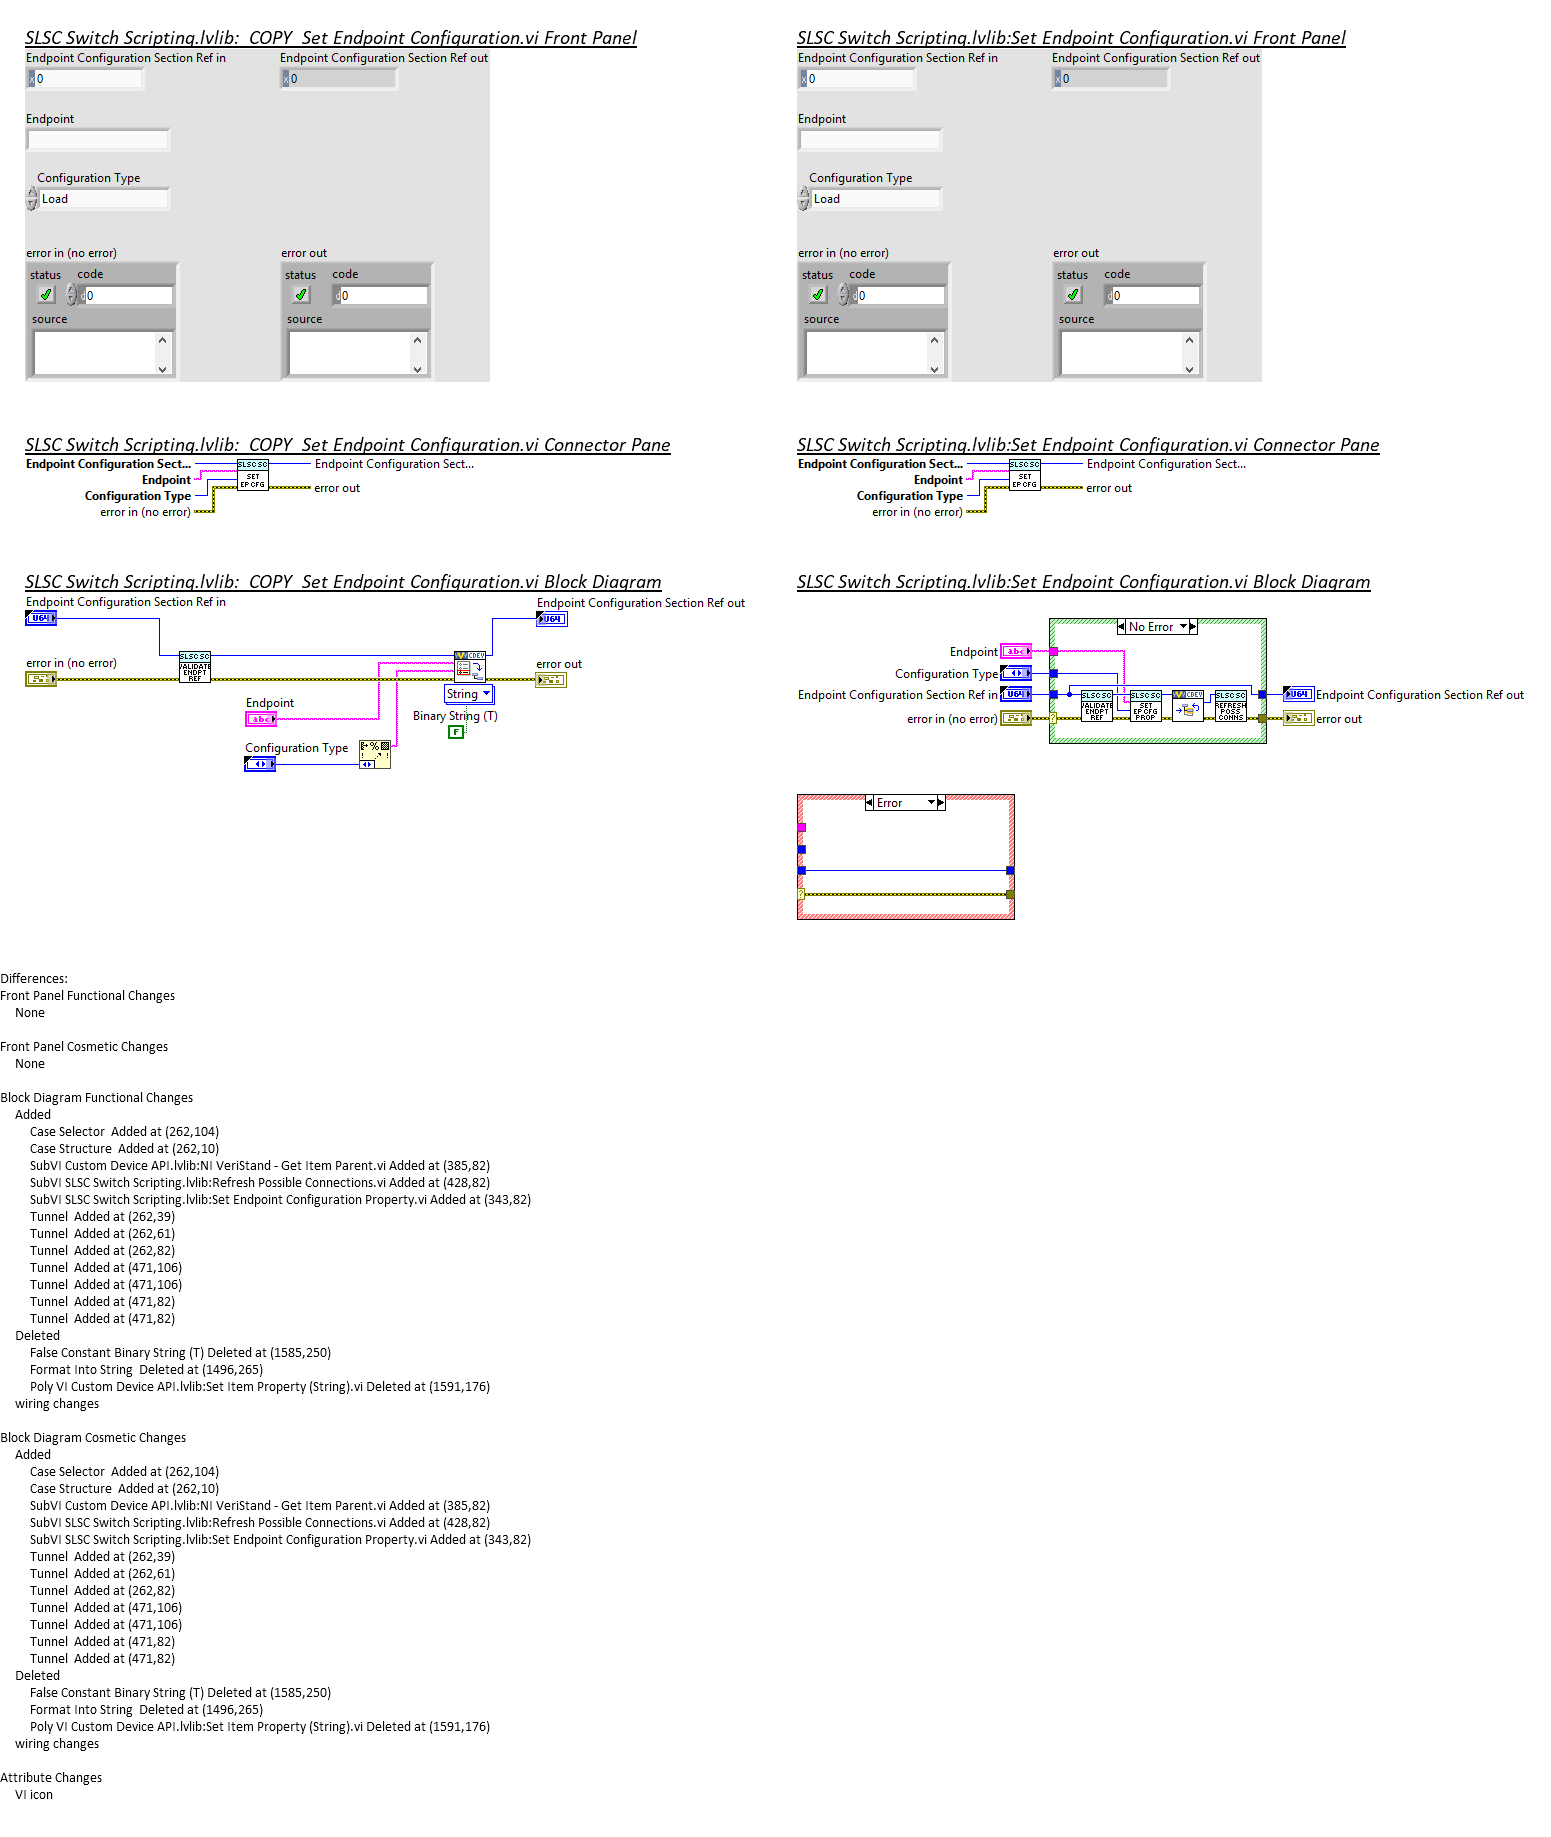 SLSC Switch Scripting.lvlib:  COPY  Set Endpoint Configuration.vi Front Panel
Endpoint Configuration Section Ref in
Endpoint Configuration Section Ref out
x 0
x 0
Endpoint
Configuration Type
Load
error in (no error)
error out
status
code
status
code
d 0
d 0
source
source
SLSC Switch Scripting.lvlib:Set Endpoint Configuration.vi Front Panel
Endpoint Configuration Section Ref in
Endpoint Configuration Section Ref out
x 0
x 0
Endpoint
Configuration Type
Load
error in (no error)
error out
status
code
status
code
d 0
d 0
source
source
SLSC Switch Scripting.lvlib:  COPY  Set Endpoint Configuration.vi Connector Pane
Endpoint Configuration Sect...
Endpoint
Configuration Type
error in (no error)
SLSC SC
SET
EP CFG
Endpoint Configuration Sect...
error out
SLSC Switch Scripting.lvlib:Set Endpoint Configuration.vi Connector Pane
Endpoint Configuration Sect...
Endpoint
Configuration Type
error in (no error)
SLSC SC
SET
EP CFG
Endpoint Configuration Sect...
error out
SLSC Switch Scripting.lvlib:  COPY  Set Endpoint Configuration.vi Block Diagram
Endpoint Configuration Section Ref in
U64
Endpoint Configuration Section Ref out
U64
error in (no error)
SLSC SC
VALIDATE
ENDPT
REF
CDEV
error out
String
Endpoint
abc
Binary String (T)
F
Configuration Type
%
SLSC Switch Scripting.lvlib:Set Endpoint Configuration.vi Block Diagram
No Error
Endpoint
abc
Configuration Type
Endpoint Configuration Section Ref in
U64
error in (no error)
?
SLSC SC
VALIDATE
ENDPT
REF
SLSC SC
SET
EP CFG
PROP
CDEV
SLSC SC
REFRESH
POSS
CONNS
U64
Endpoint Configuration Section Ref out
error out
Error
?
Differences:
Front Panel Functional Changes
None
Front Panel Cosmetic Changes
None
Block Diagram Functional Changes
Added
Case Selector  Added at (262,104)
Case Structure  Added at (262,10)
SubVI Custom Device API.lvlib:NI VeriStand - Get Item Parent.vi Added at (385,82)
SubVI SLSC Switch Scripting.lvlib:Refresh Possible Connections.vi Added at (428,82)
SubVI SLSC Switch Scripting.lvlib:Set Endpoint Configuration Property.vi Added at (343,82)
Tunnel  Added at (262,39)
Tunnel  Added at (262,61)
Tunnel  Added at (262,82)
Tunnel  Added at (471,106)
Tunnel  Added at (471,106)
Tunnel  Added at (471,82)
Tunnel  Added at (471,82)
Deleted
False Constant Binary String (T) Deleted at (1585,250)
Format Into String  Deleted at (1496,265)
Poly VI Custom Device API.lvlib:Set Item Property (String).vi Deleted at (1591,176)
wiring changes
Block Diagram Cosmetic Changes
Added
Case Selector  Added at (262,104)
Case Structure  Added at (262,10)
SubVI Custom Device API.lvlib:NI VeriStand - Get Item Parent.vi Added at (385,82)
SubVI SLSC Switch Scripting.lvlib:Refresh Possible Connections.vi Added at (428,82)
SubVI SLSC Switch Scripting.lvlib:Set Endpoint Configuration Property.vi Added at (343,82)
Tunnel  Added at (262,39)
Tunnel  Added at (262,61)
Tunnel  Added at (262,82)
Tunnel  Added at (471,106)
Tunnel  Added at (471,106)
Tunnel  Added at (471,82)
Tunnel  Added at (471,82)
Deleted
False Constant Binary String (T) Deleted at (1585,250)
Format Into String  Deleted at (1496,265)
Poly VI Custom Device API.lvlib:Set Item Property (String).vi Deleted at (1591,176)
wiring changes
Attribute Changes
VI icon